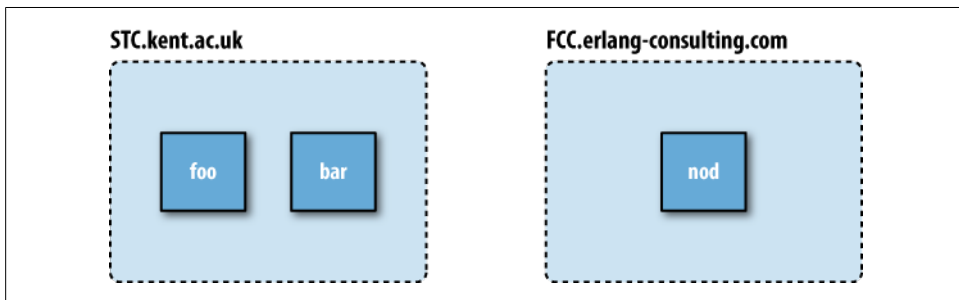 STC.kent.ac.uk
FCC.erlang-consulting.com
foo
bar
nod